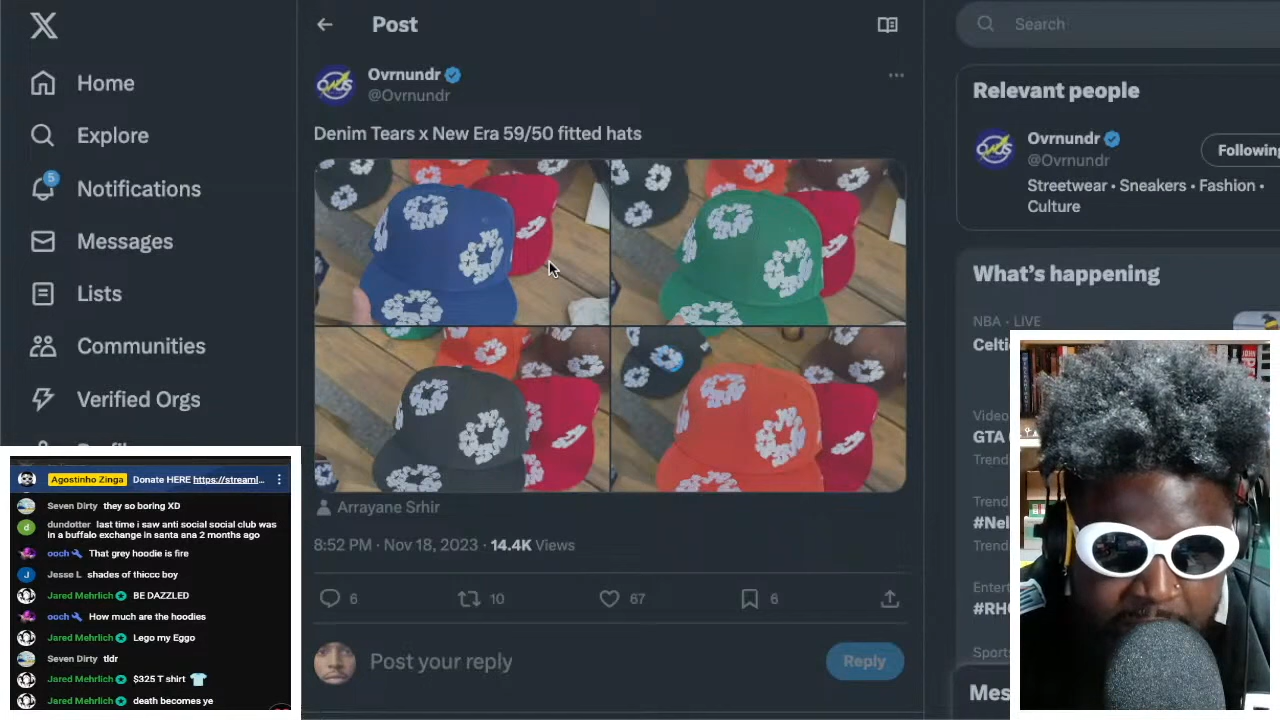 Home
Explore
5
Notifications
Messages
Lists
Communities
Verified Orgs
Post
Ovrnundr
@Ovrnundr
Denim Tears x New Era 59/50 fitted hats
Arrayane Srhir
8:52 PM · Nov 18, 2023 · 14.4K Views
6 10 67 6
Post your reply
Reply
Search
Relevant people
Ovrnundr
@Ovrnundr
Following
Streetwear • Sneakers • Fashion •
Culture
What's happening
NBA · LIVE
Celti
Video
GTA
Trend
Trend
#Nel
Trend
Entert
#RH
Sport
Mes
Agostinho Zinga Donate HERE https://streaml...
Seven Dirty they so boring XD
dundotter last time i saw anti social social club was
in a buffalo exchange in santa ana 2 months ago
ooch That grey hoodie is fire
Jesse L shades of thiccc boy
Jared Mehrlich BE DAZZLED
ooch How much are the hoodies
Jared Mehrlich Lego my Eggo
Seven Dirty tldr
Jared Mehrlich $325 T shirt
Jared Mehrlich death becomes ye